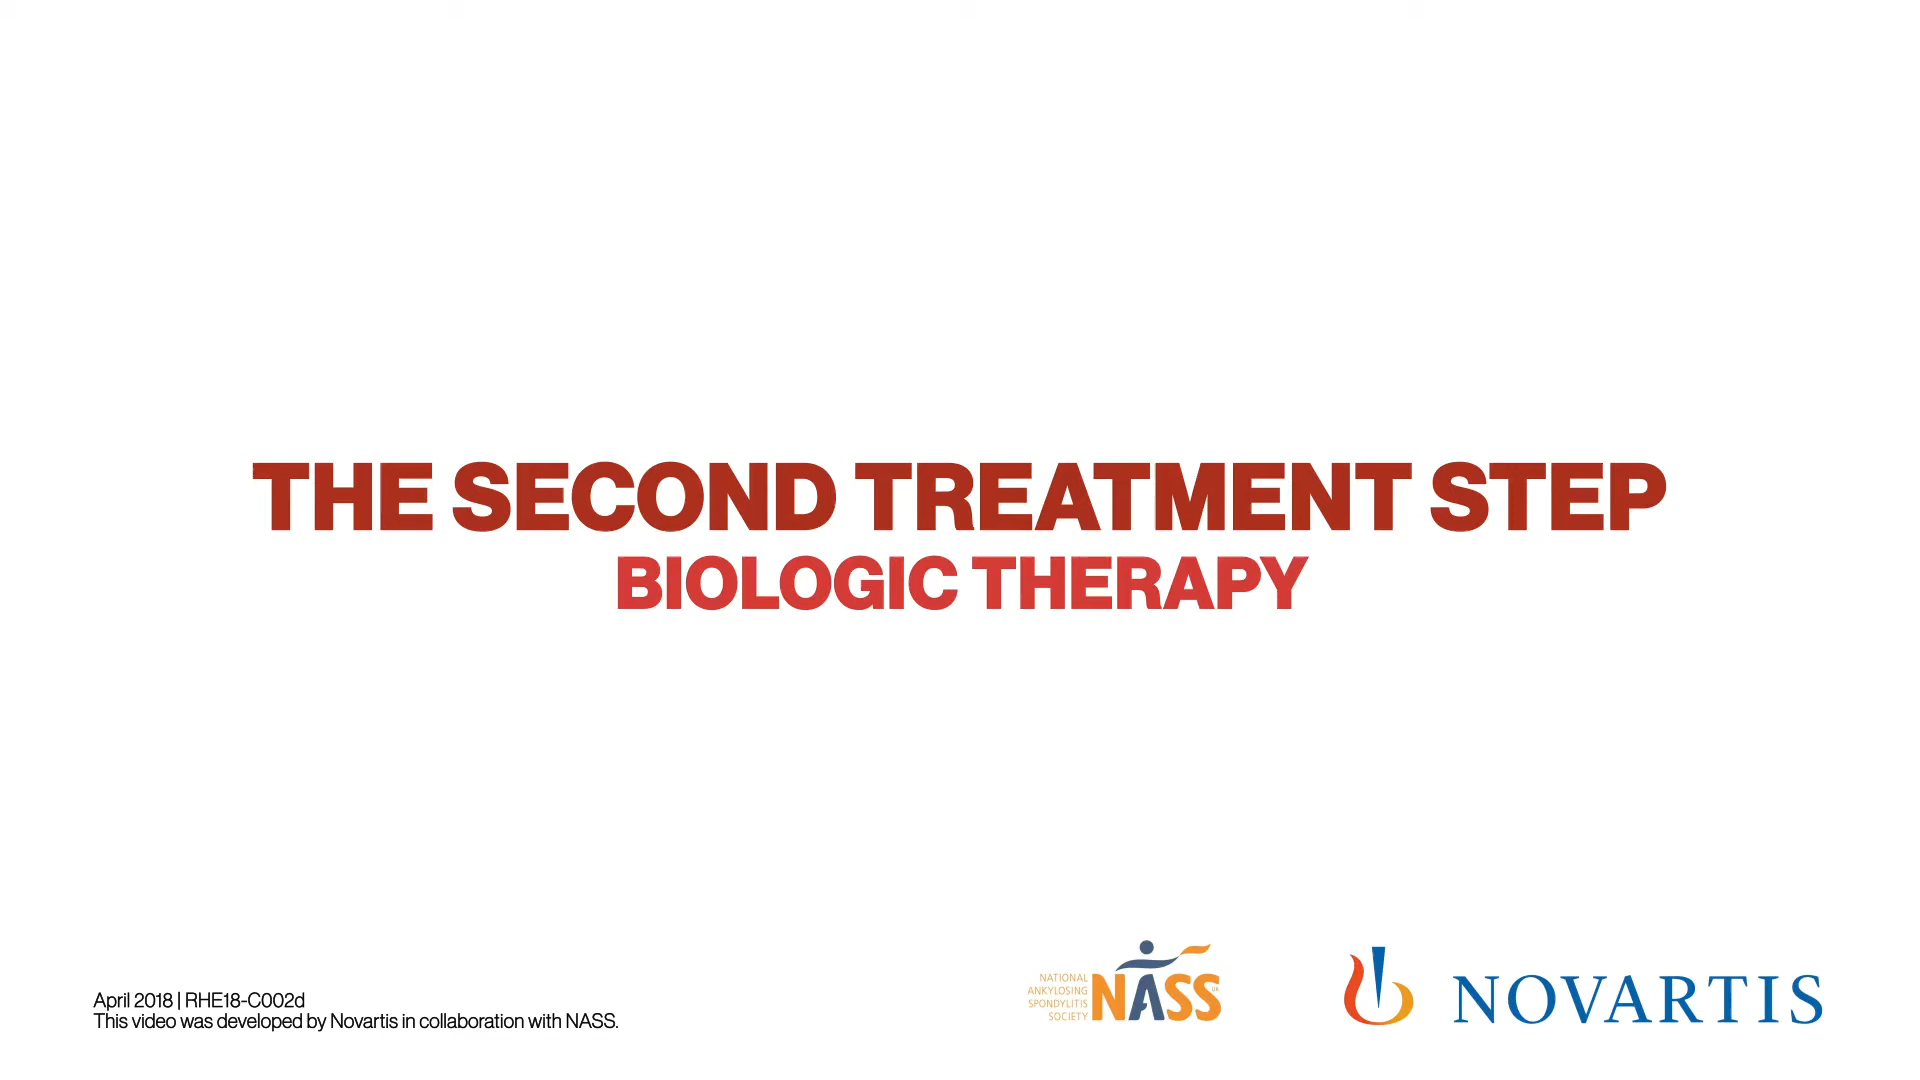 THE SECOND TREATMENT STEP
BIOLOGIC THERAPY
April 2018 | RHE18-C002d
This video was developed by Novartis in collaboration with NASS.
NATIONAL
ANKYLOSING
SPONDYLITIS
SOCIETY
NASS
UK
NOVARTIS